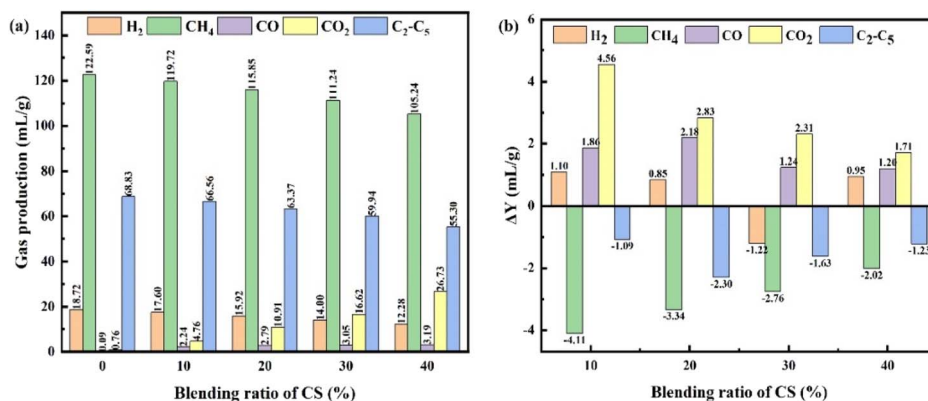 (a)
H₂ CH₄ CO CO₂ C₂-C₅
Gas production (mL/g)
140
120
100
80
60
40
20
0
18.72 122.59 0.09 0.76 68.83
17.60 119.72 2.24 4.76 66.56
15.92 115.85 2.79 10.91 63.37
14.00 111.24 3.05 16.62 59.94
12.28 105.24 3.19 26.73 55.30
0 10 20 30 40
Blending ratio of CS (%)
(b)
H₂ CH₄ CO CO₂ C₂-C₅
ΔY (mL/g)
6
4
2
0
-2
-4
1.10 -4.11 1.86 4.56 -1.09
0.85 -3.34 2.18 2.83 -2.30
-1.22 -2.76 1.24 2.31 -1.63
0.95 -2.02 1.20 1.71 -1.23
10 20 30 40
Blending ratio of CS (%)